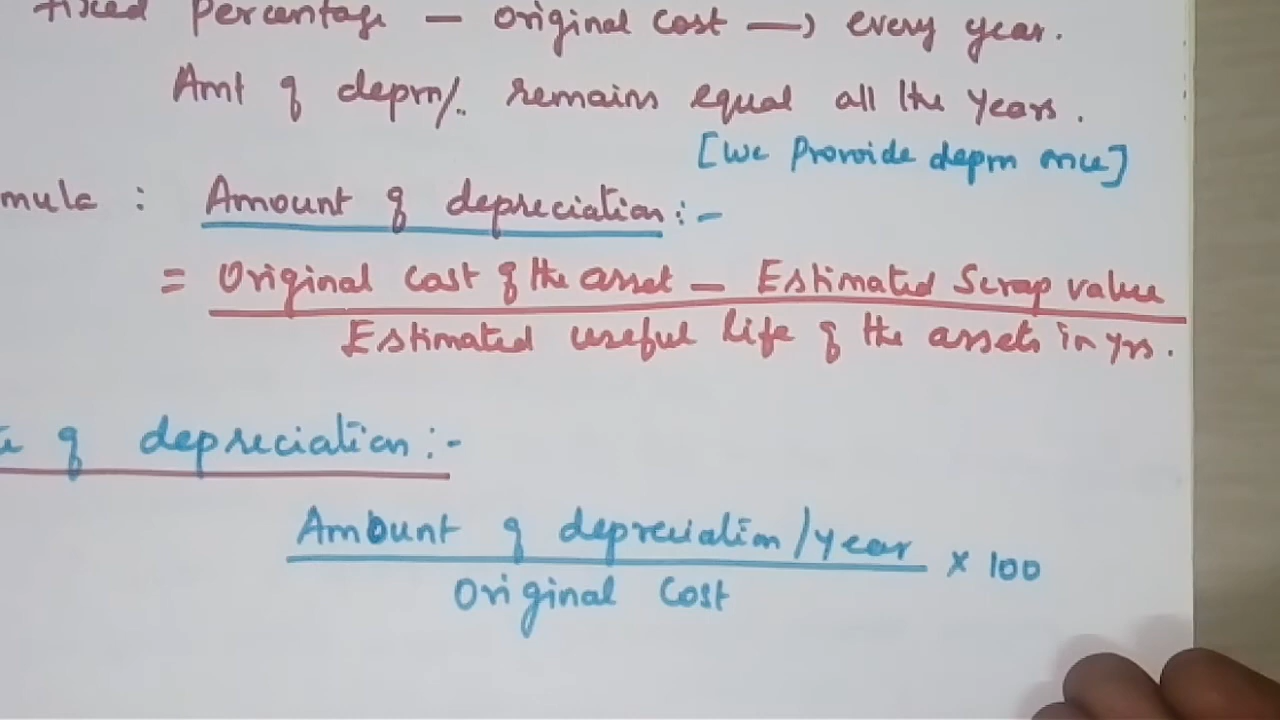 fixed Percentage — original cost → every year.
Amt of deprn/. remains equal all the years.
[we Provide deprn once]
mula : Amount of depreciation :-
= Original cost of the asset — Estimated Scrap value
Estimated useful life of the assets in yrs.
of depreciation :-
Amount of depreciation/year × 100
Original Cost